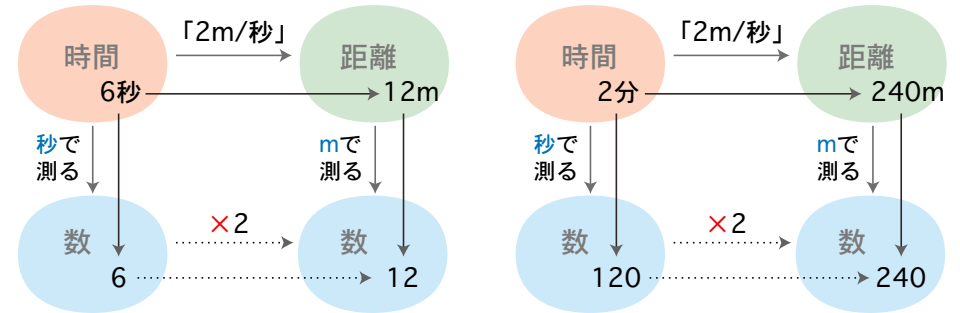 時間
「2m/秒」
距離
6秒
12m
秒で
測る
mで
測る
数
×2
数
6
12
時間
「2m/秒」
距離
2分
240m
秒で
測る
mで
測る
数
×2
数
120
240